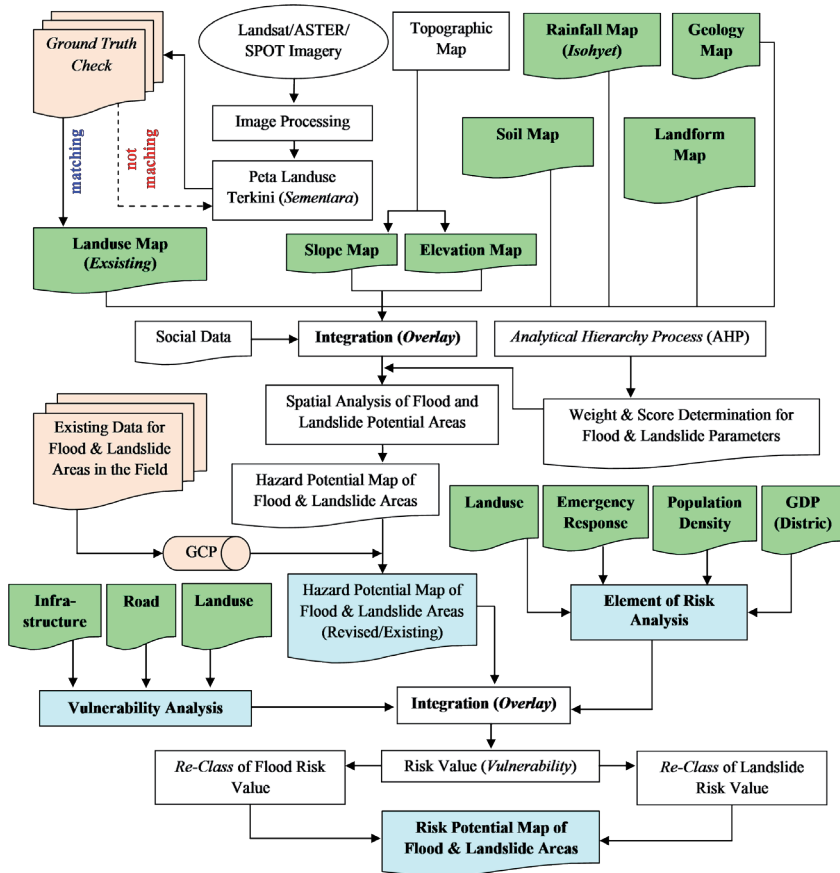 Ground Truth
Check
Landsat/ASTER/
SPOT Imagery
Topographic
Map
Rainfall Map
(Isohyet)
Geology
Map
Image Processing
Soil Map
Landform
Map
matching
not
maching
Peta Landuse
Terkini (Sementara)
Landuse Map
(Exsisting)
Slope Map
Elevation Map
Social Data
Integration (Overlay)
Analytical Hierarchy Process (AHP)
Spatial Analysis of Flood and
Landslide Potential Areas
Weight & Score Determination for
Flood & Landslide Parameters
Existing Data for
Flood & Landslide
Areas in the Field
Hazard Potential Map of
Flood & Landslide Areas
Landuse
Emergency
Response
Population
Density
GDP
(Distric)
GCP
Infra-
structure
Road
Landuse
Hazard Potential Map of
Flood & Landslide Areas
(Revised/Existing)
Element of Risk
Analysis
Vulnerability Analysis
Integration (Overlay)
Re-Class of Flood Risk
Value
Risk Value (Vulnerability)
Re-Class of Landslide
Risk Value
Risk Potential Map of
Flood & Landslide Areas